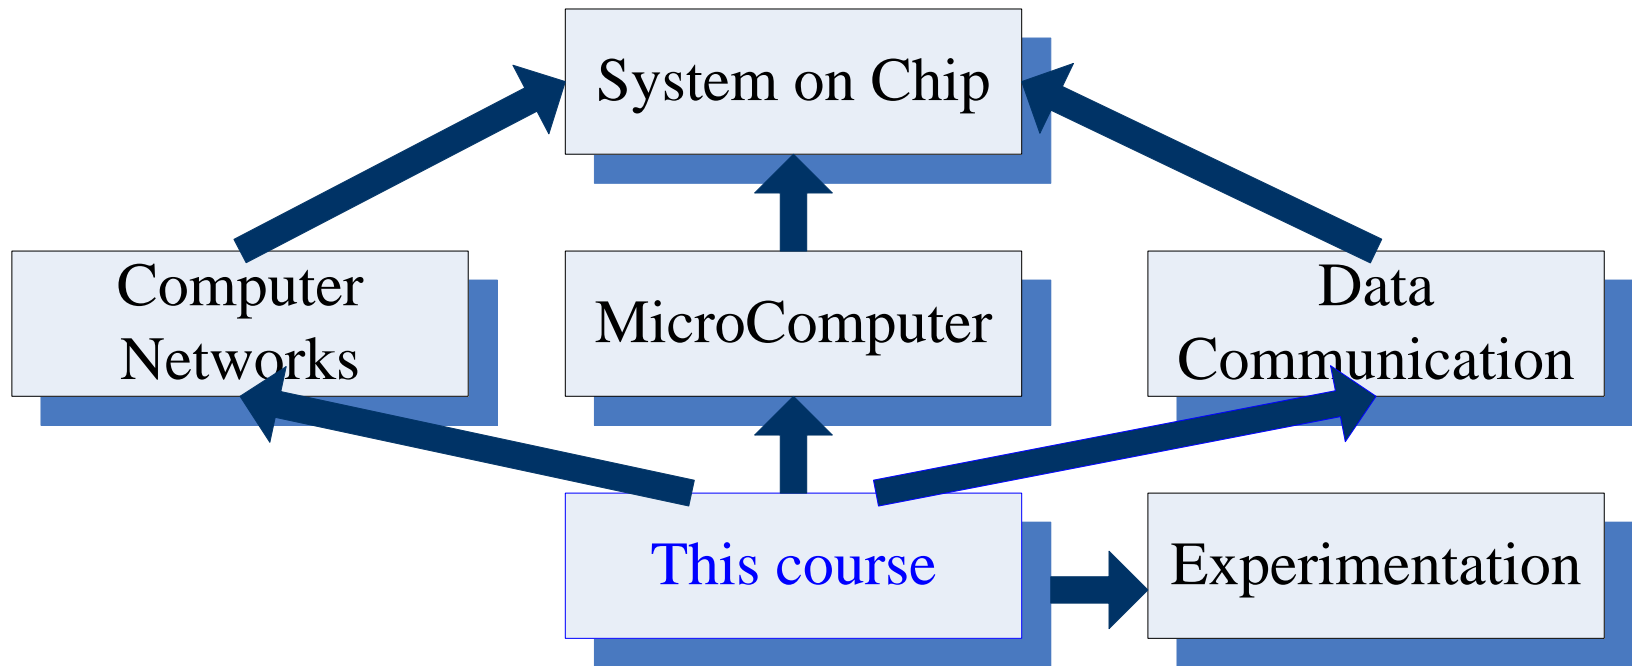 System on Chip
Computer
Networks
MicroComputer
Data
Communication
This course
Experimentation